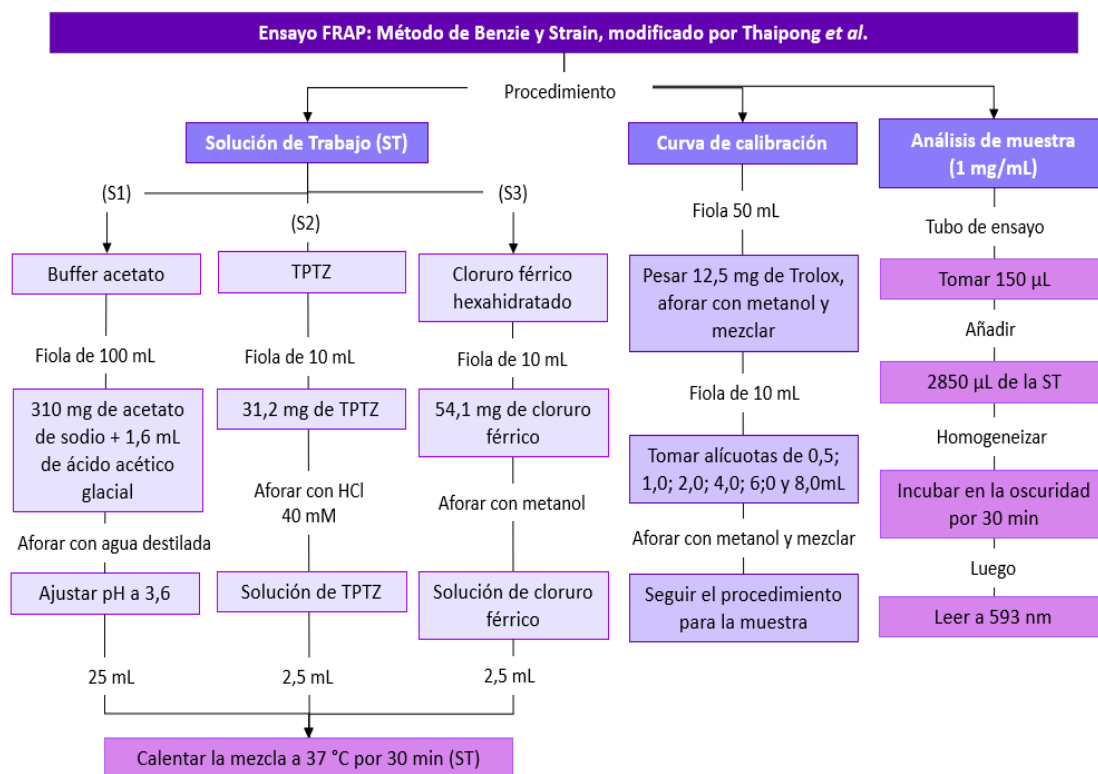 Ensayo FRAP: Método de Benzie y Strain, modificado por Thaipong et al.
Procedimiento
Solución de Trabajo (ST)
(S1)
(S2)
(S3)
Buffer acetato
Fiola de 100 mL
310 mg de acetato
de sodio + 1,6 mL
de ácido acético
glacial
Aforar con agua destilada
Ajustar pH a 3,6
25 mL
TPTZ
Fiola de 10 mL
31,2 mg de TPTZ
Aforar con HCl
40 mM
Solución de TPTZ
2,5 mL
Cloruro férrico
hexahidratado
Fiola de 10 mL
54,1 mg de cloruro
férrico
Aforar con metanol
Solución de cloruro
férrico
2,5 mL
Calentar la mezcla a 37 °C por 30 min (ST)
Curva de calibración
Fiola 50 mL
Pesar 12,5 mg de Trolox,
aforar con metanol y
mezclar
Fiola de 10 mL
Tomar alícuotas de 0,5;
1,0; 2,0; 4,0; 6;0 y 8,0mL
Aforar con metanol y mezclar
Seguir el procedimiento
para la muestra
Análisis de muestra
(1 mg/mL)
Tubo de ensayo
Tomar 150 µL
Añadir
2850 µL de la ST
Homogeneizar
Incubar en la oscuridad
por 30 min
Luego
Leer a 593 nm